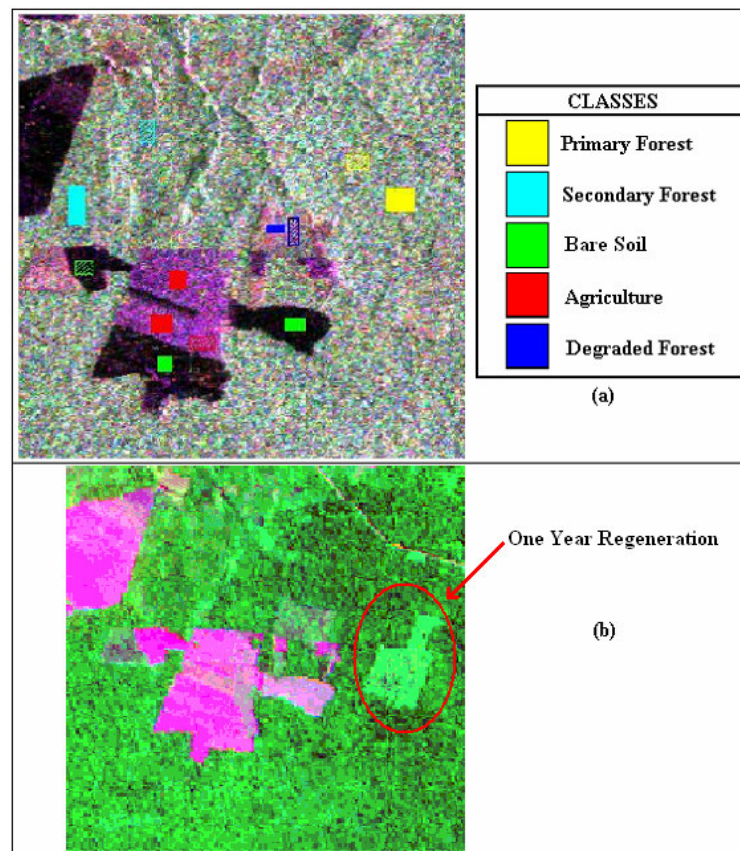 CLASSES
Primary Forest
Secondary Forest
Bare Soil
Agriculture
Degraded Forest
(a)
One Year Regeneration
(b)